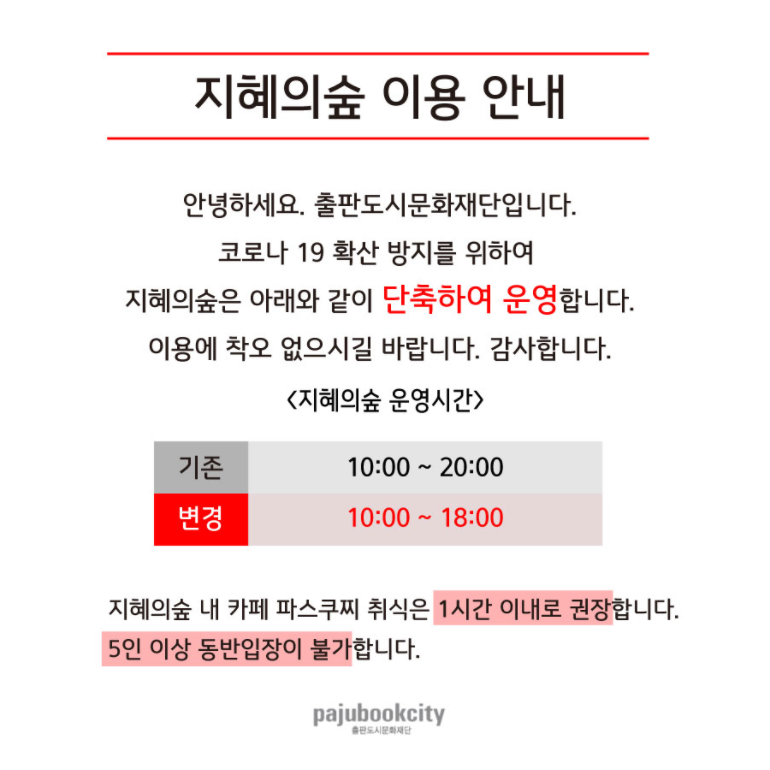 지혜의숲 이용 안내
안녕하세요. 출판도시문화재단입니다.
코로나 19 확산 방지를 위하여
지혜의숲은 아래와 같이 단축하여 운영합니다.
이용에 착오 없으시길 바랍니다. 감사합니다.
<지혜의숲 운영시간>
기존 10:00 ~ 20:00
변경 10:00 ~ 18:00
지혜의숲 내 카페 파스쿠찌 취식은 1시간 이내로 권장합니다.
5인 이상 동반입장이 불가합니다.
pajubookcity
출판도시문화재단